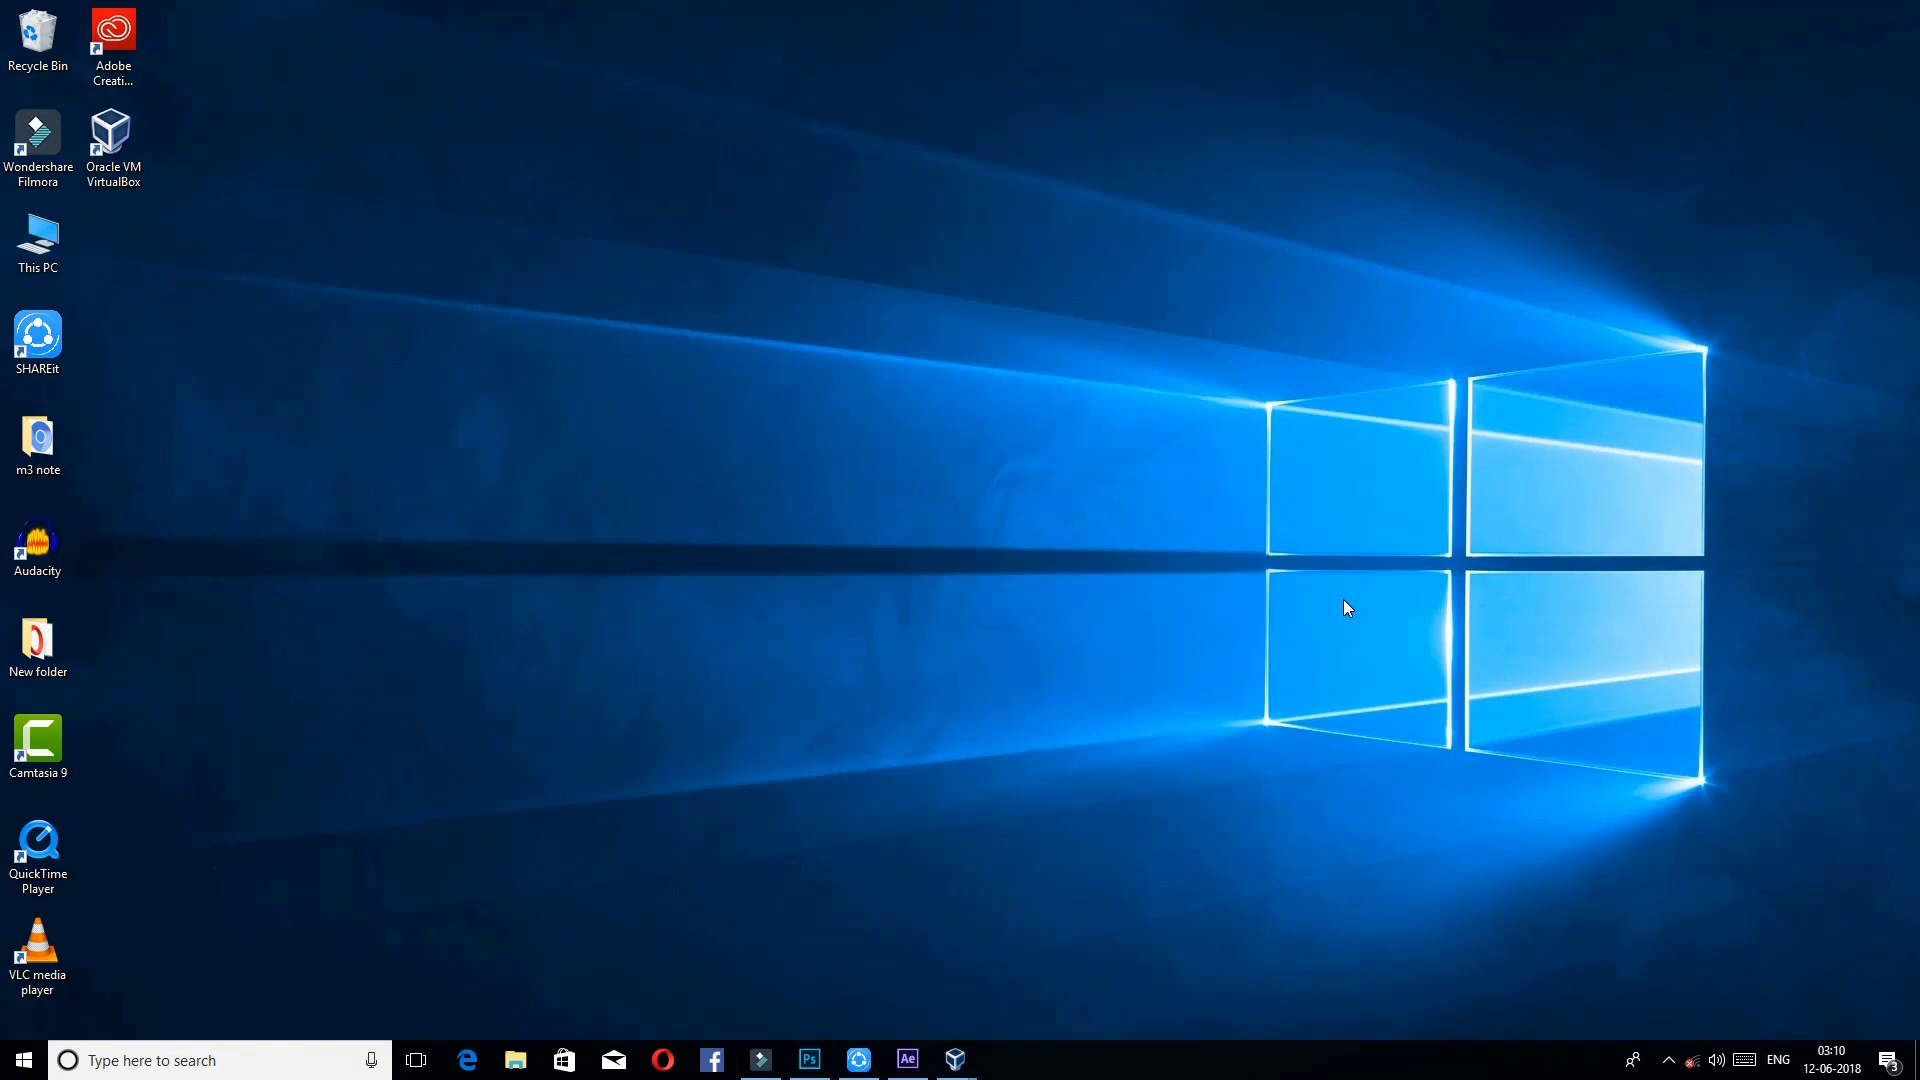 Recycle Bin
Adobe
Creati...
Wondershare
Filmora
Oracle VM
VirtualBox
This PC
SHAREit
m3 note
Audacity
New folder
Camtasia 9
QuickTime
Player
VLC media
player
Type here to search
Ps
Ae
ENG
03:10
12-06-2018
3